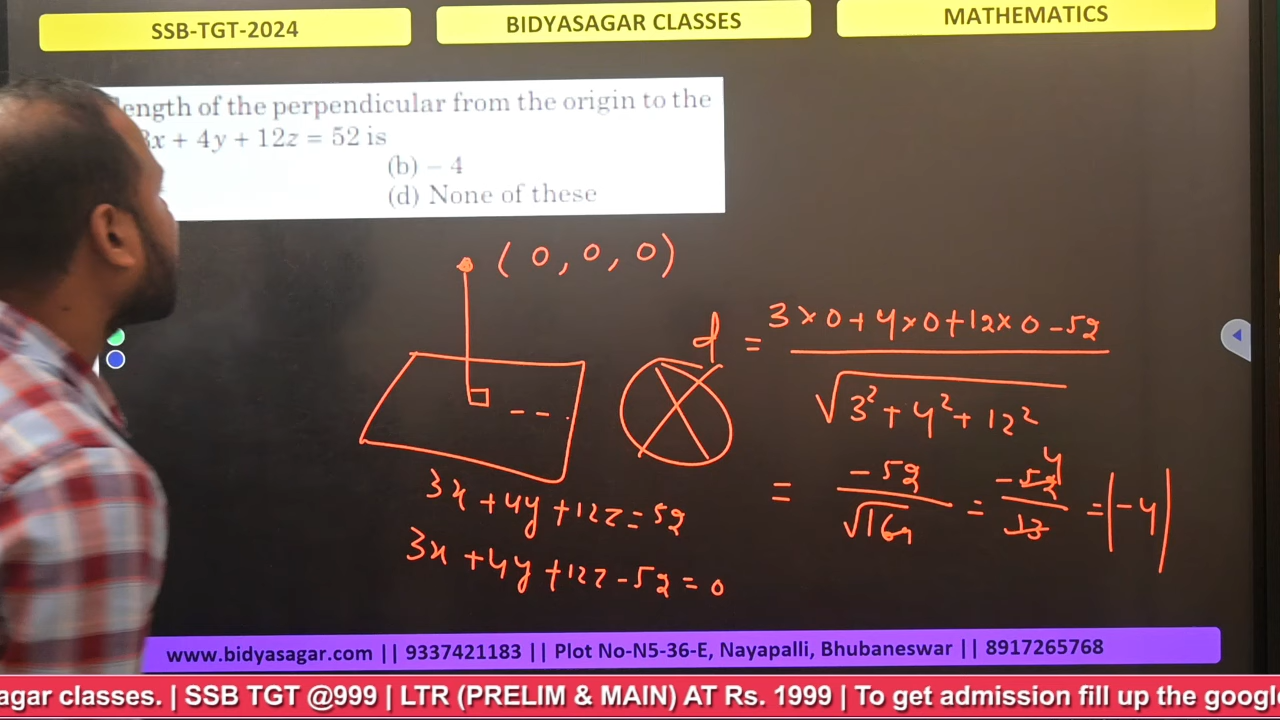 SSB-TGT-2024
BIDYASAGAR CLASSES
MATHEMATICS
length of the perpendicular from the origin to the
3x + 4y + 12z = 52 is
(b) – 4
(d) None of these
(0, 0, 0)
d = 3×0+4×0+12×0-52
√3²+4²+12²
= -52/√169 = -52/13 = |-4|
4
3x+4y+12z=52
3x+4y+12z-52=0
www.bidyasagar.com || 9337421183 || Plot No-N5-36-E, Nayapalli, Bhubaneswar || 8917265768
agar classes. | SSB TGT @999 | LTR (PRELIM & MAIN) AT Rs. 1999 | To get admission fill up the googl